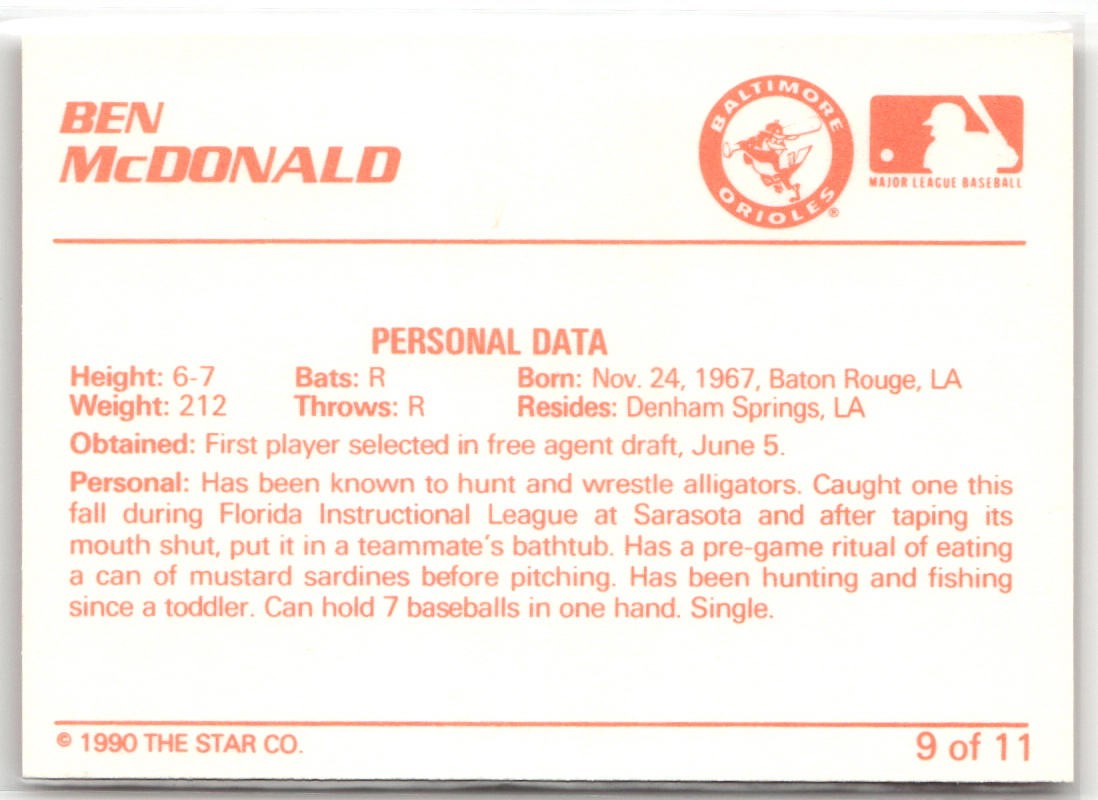 BEN
McDONALD
BALTIMORE
ORIOLES
®
MAJOR LEAGUE BASEBALL
PERSONAL DATA
Height: 6-7 Bats: R Born: Nov. 24, 1967, Baton Rouge, LA
Weight: 212 Throws: R Resides: Denham Springs, LA
Obtained: First player selected in free agent draft, June 5.
Personal: Has been known to hunt and wrestle alligators. Caught one this
fall during Florida Instructional League at Sarasota and after taping its
mouth shut, put it in a teammate's bathtub. Has a pre-game ritual of eating
a can of mustard sardines before pitching. Has been hunting and fishing
since a toddler. Can hold 7 baseballs in one hand. Single.
© 1990 THE STAR CO. 9 of 11